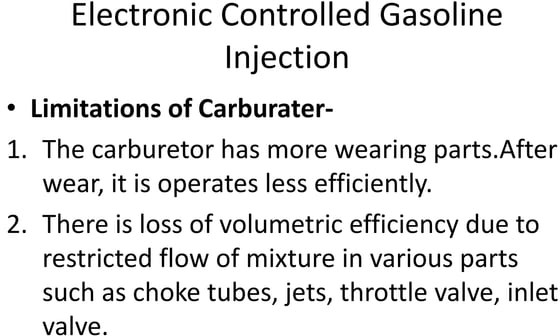 Electronic Controlled Gasoline
Injection
• Limitations of Carburater-
1. The carburetor has more wearing parts.After
wear, it is operates less efficiently.
2. There is loss of volumetric efficiency due to
restricted flow of mixture in various parts
such as choke tubes, jets, throttle valve, inlet
valve.